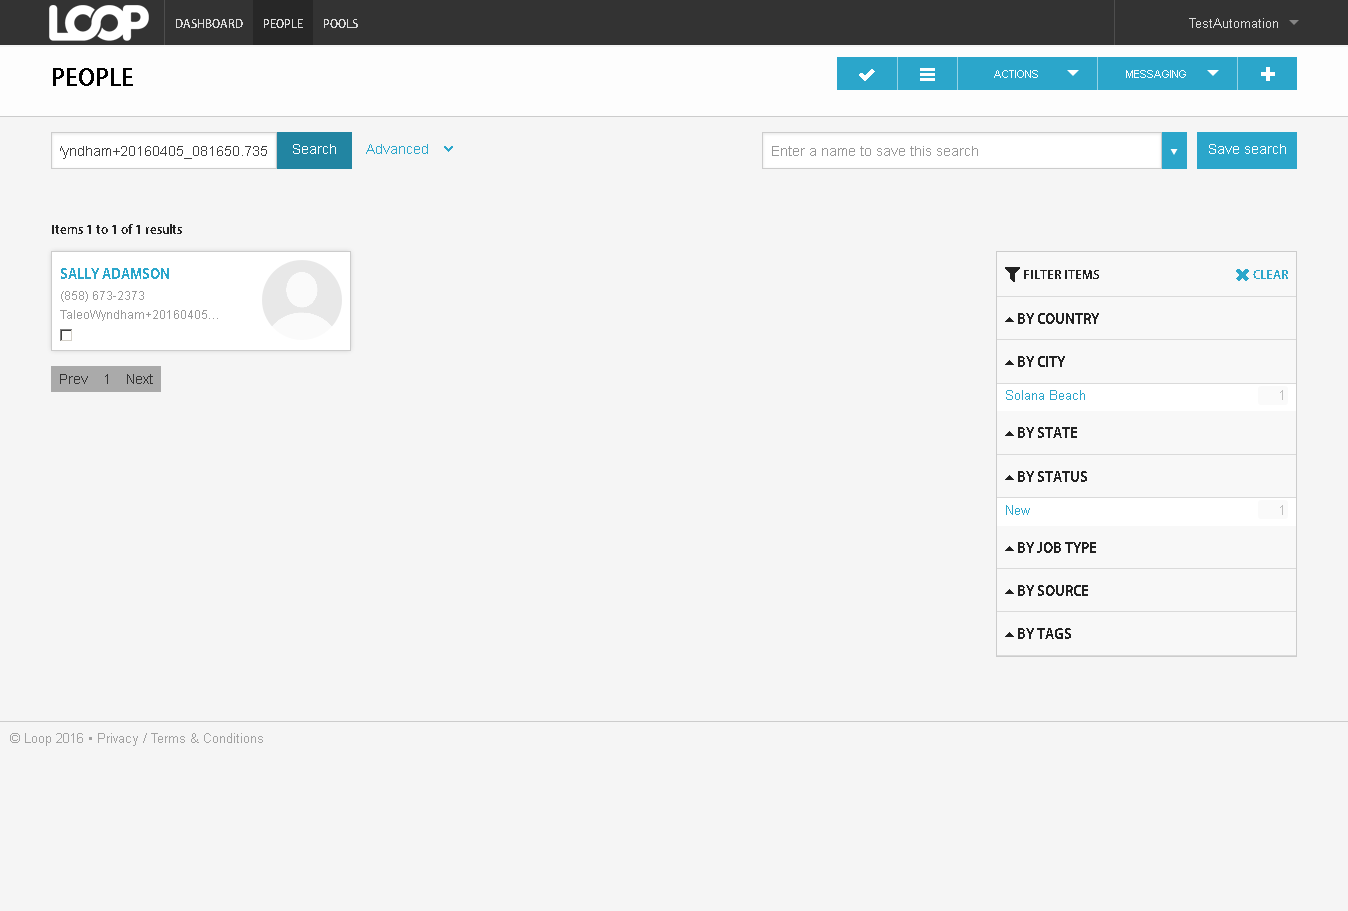 LOOP DASHBOARD PEOPLE POOLS TestAutomation
PEOPLE
ACTIONS MESSAGING
yndham+20160405_081650.735 Search Advanced Enter a name to save this search Save search
Items 1 to 1 of 1 results
SALLY ADAMSON
(858) 673-2373
TaleoWyndham+20160405...
Prev 1 Next
FILTER ITEMS CLEAR
BY COUNTRY
BY CITY
Solana Beach 1
BY STATE
BY STATUS
New 1
BY JOB TYPE
BY SOURCE
BY TAGS
© Loop 2016 • Privacy / Terms & Conditions